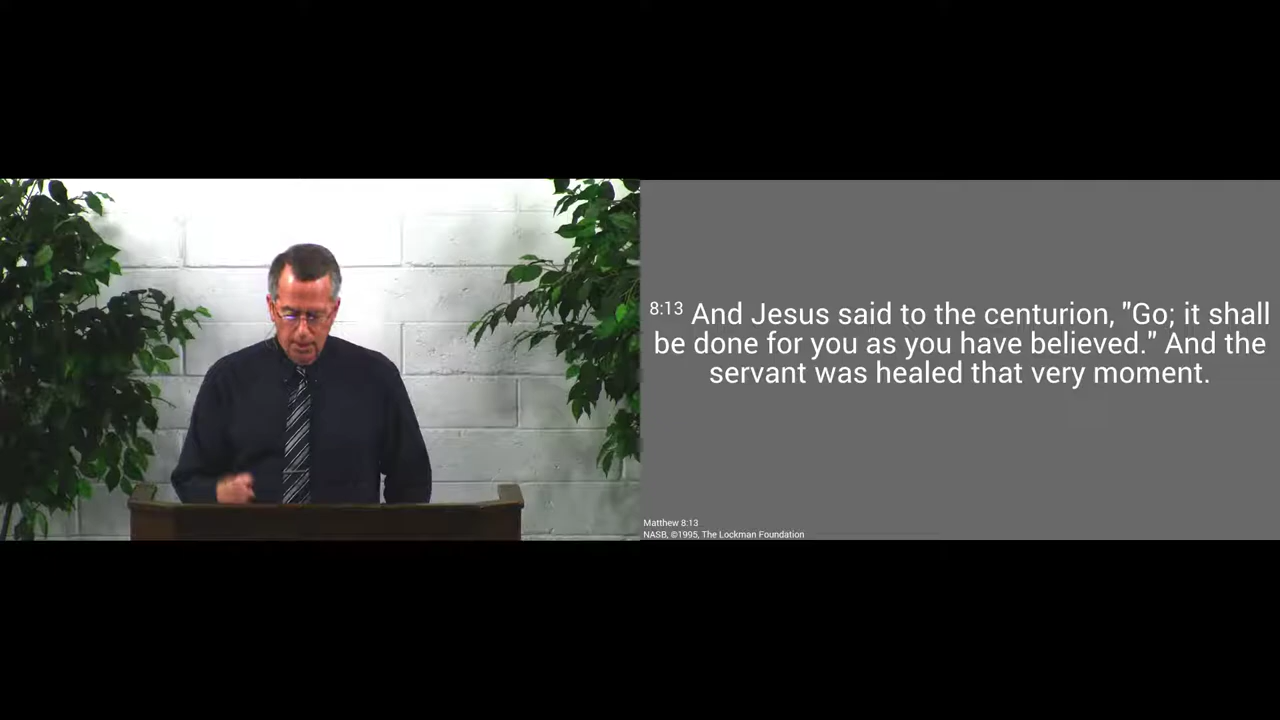 8:13 And Jesus said to the centurion, "Go; it shall
be done for you as you have believed." And the
servant was healed that very moment.
Matthew 8:13
NASB, ©1995, The Lockman Foundation